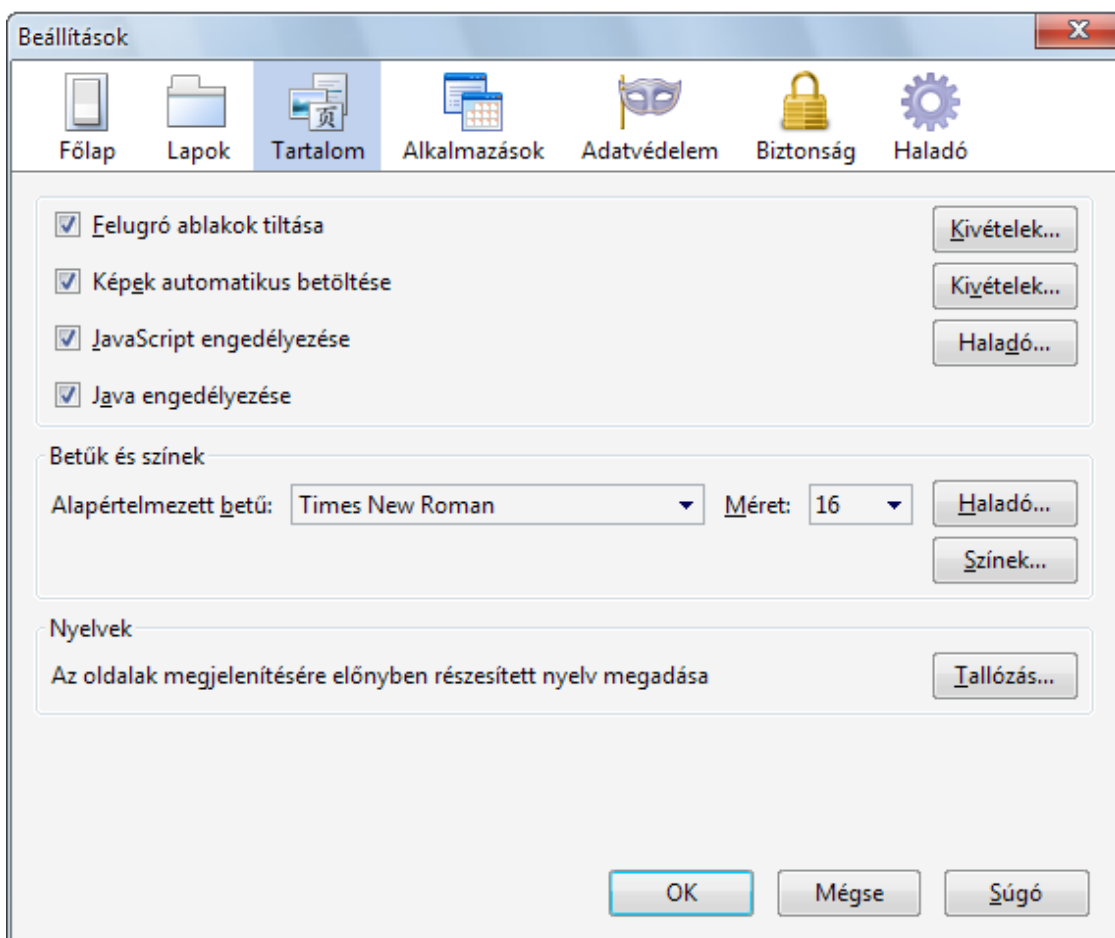 Beállítások
Főlap Lapok Tartalom Alkalmazások Adatvédelem Biztonság Haladó
页
Felugró ablakok tiltása Kivételek...
Képek automatikus betöltése Kivételek...
JavaScript engedélyezése Haladó...
Java engedélyezése
Betűk és színek
Alapértelmezett betű: Times New Roman Méret: 16 Haladó...
Színek...
Nyelvek
Az oldalak megjelenítésére előnyben részesített nyelv megadása Tallózás...
OK Mégse Súgó